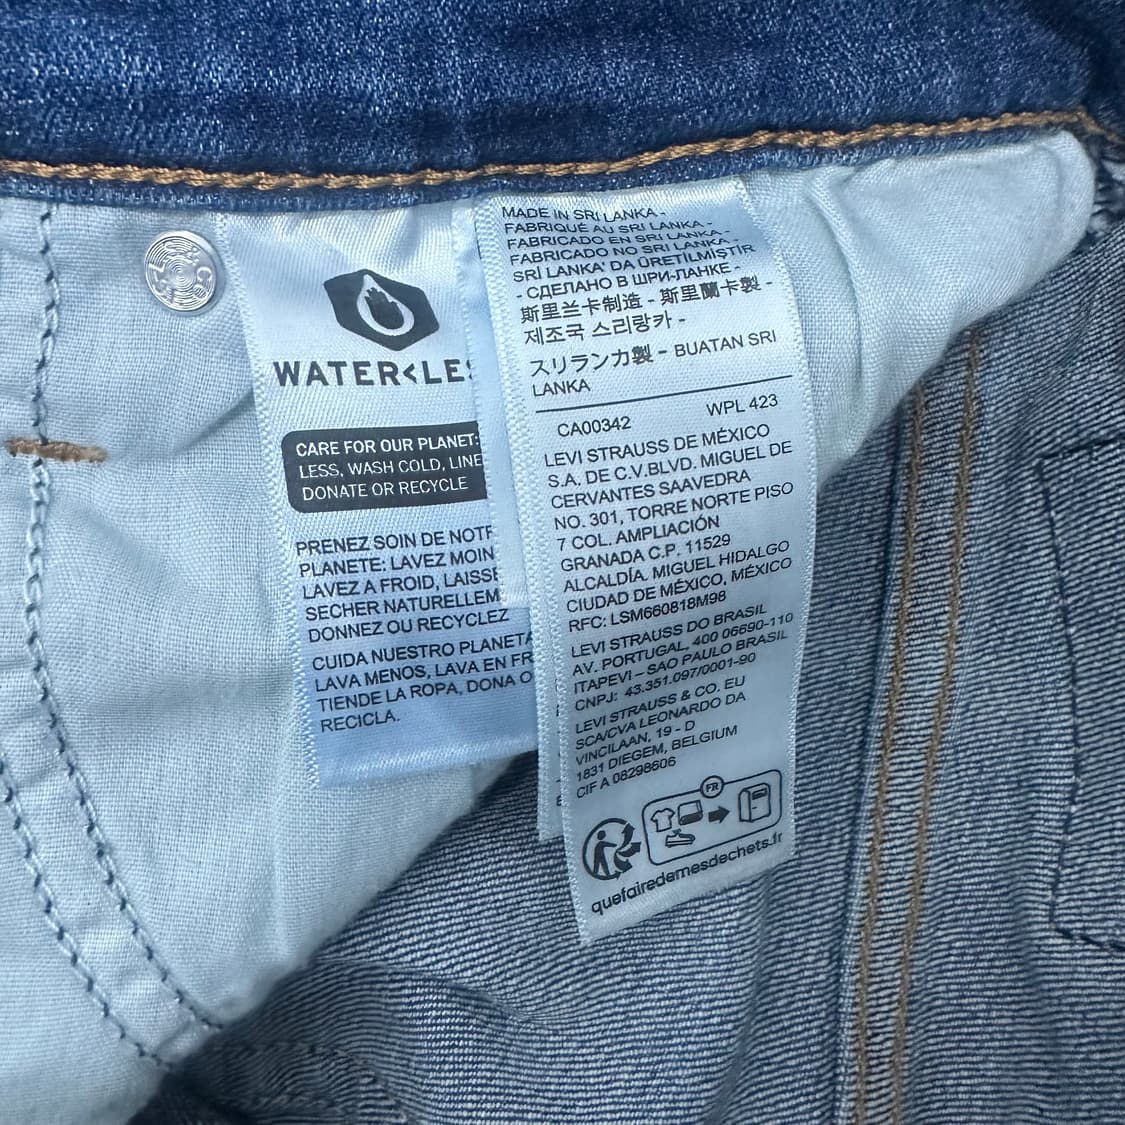 WATER<LE
CARE FOR OUR PLANET:
LESS, WASH COLD, LINE
DONATE OR RECYCLE
PRENEZ SOIN DE NOTR
PLANETE: LAVEZ MOIN
LAVEZ A FROID, LAISSE
SECHER NATURELLEM
DONNEZ OU RECYCLEZ
CUIDA NUESTRO PLANETA
LAVA MENOS, LAVA EN FR
TIENDE LA ROPA, DONA O
RECICLA.
MADE IN SRI LANKA -
FABRIQUÉ AU SRI LANKA -
FABRICADO EN SRI LANKA -
FABRICADO NO SRI LANKA -
SRİ LANKA' DA ÜRETİLMİŞTİR
- СДЕЛАНО В ШРИ-ЛАНКЕ -
斯里兰卡制造 - 斯里蘭卡製 -
제조국 스리랑카 -
スリランカ製 - BUATAN SRI
LANKA
CA00342 WPL 423
LEVI STRAUSS DE MÉXICO
S.A. DE C.V.BLVD. MIGUEL DE
CERVANTES SAAVEDRA
NO. 301, TORRE NORTE PISO
7 COL. AMPLIACIÓN
GRANADA C.P. 11529
ALCALDÍA. MIGUEL HIDALGO
CIUDAD DE MÉXICO, MÉXICO
RFC: LSM660818M98
LEVI STRAUSS DO BRASIL
AV. PORTUGAL, 400 06690-110
ITAPEVI – SAO PAULO BRASIL
CNPJ: 43.351.097/0001-90
LEVI STRAUSS & CO. EU
SCA/CVA LEONARDO DA
VINCILAAN, 19 - D
1831 DIEGEM, BELGIUM
CIF A 08298606
FR
quefairedemesdechets.fr